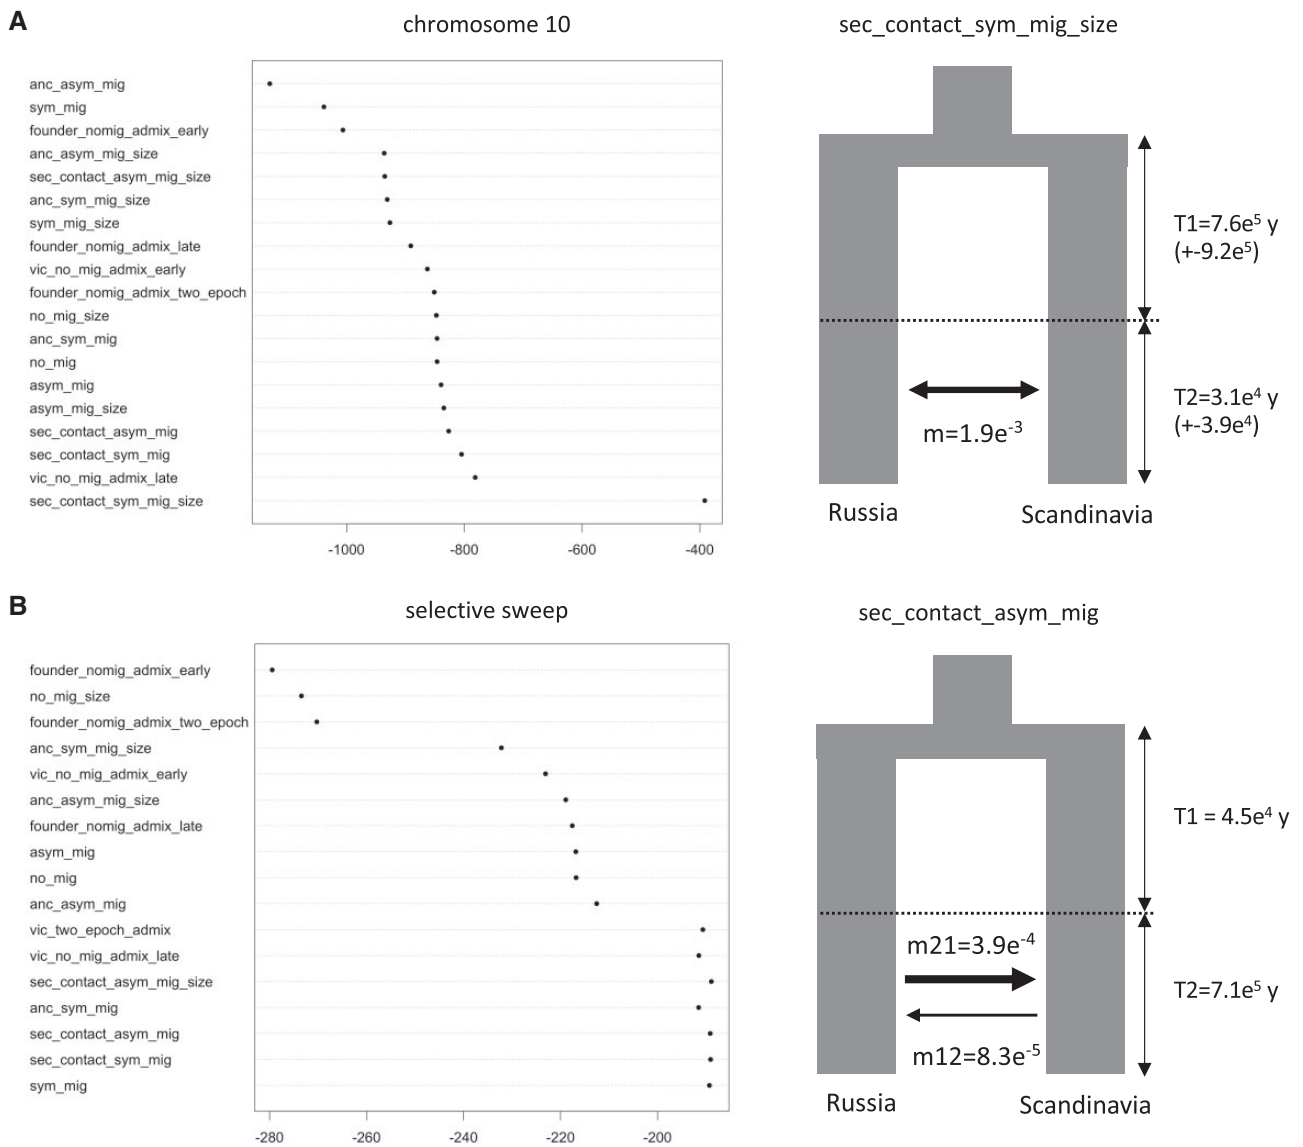 A
chromosome 10
sec_contact_sym_mig_size
anc_asym_mig
sym_mig
founder_nomig_admix_early
anc_asym_mig_size
sec_contact_asym_mig_size
anc_sym_mig_size
sym_mig_size
founder_nomig_admix_late
vic_no_mig_admix_early
founder_nomig_admix_two_epoch
no_mig_size
anc_sym_mig
no_mig
asym_mig
asym_mig_size
sec_contact_asym_mig
sec_contact_sym_mig
vic_no_mig_admix_late
sec_contact_sym_mig_size
-1000 -800 -600 -400
T1=7.6e⁵ y
(+-9.2e⁵)
T2=3.1e⁴ y
(+-3.9e⁴)
m=1.9e⁻³
Russia Scandinavia
B
selective sweep
sec_contact_asym_mig
founder_nomig_admix_early
no_mig_size
founder_nomig_admix_two_epoch
anc_sym_mig_size
vic_no_mig_admix_early
anc_asym_mig_size
founder_nomig_admix_late
asym_mig
no_mig
anc_asym_mig
vic_two_epoch_admix
vic_no_mig_admix_late
sec_contact_asym_mig_size
anc_sym_mig
sec_contact_asym_mig
sec_contact_sym_mig
sym_mig
-280 -260 -240 -220 -200
T1 = 4.5e⁴ y
m21=3.9e⁻⁴
T2=7.1e⁵ y
m12=8.3e⁻⁵
Russia Scandinavia